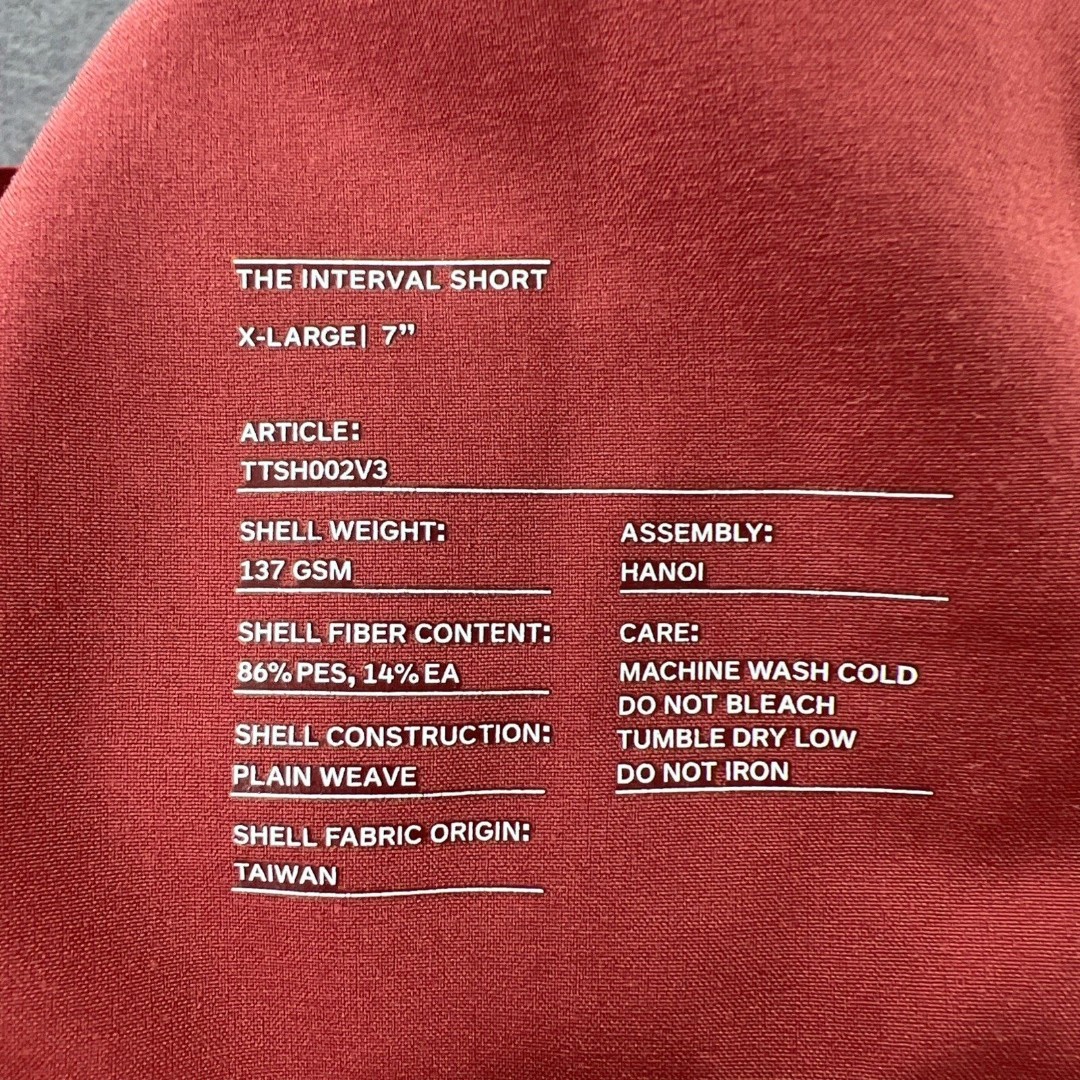 THE INTERVAL SHORT
X-LARGE| 7”
ARTICLE:
TTSH002V3
SHELL WEIGHT:
137 GSM
SHELL FIBER CONTENT:
86% PES, 14% EA
SHELL CONSTRUCTION:
PLAIN WEAVE
SHELL FABRIC ORIGIN:
TAIWAN
ASSEMBLY:
HANOI
CARE:
MACHINE WASH COLD
DO NOT BLEACH
TUMBLE DRY LOW
DO NOT IRON